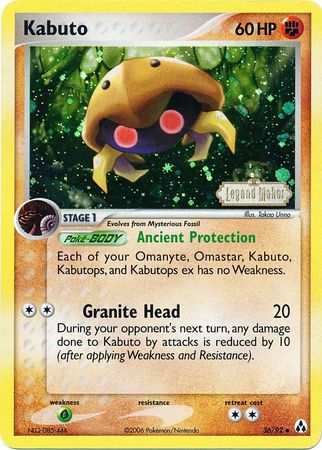 Kabuto 60 HP
Legend Maker
Illus. Takao Unno
STAGE 1 Evolves from Mysterious Fossil
Poké-BODY Ancient Protection
Each of your Omanyte, Omastar, Kabuto,
Kabutops, and Kabutops ex has no Weakness.
Granite Head 20
During your opponent's next turn, any damage
done to Kabuto by attacks is reduced by 10
(after applying Weakness and Resistance).
weakness resistance retreat cost
©2006 Pokémon/Nintendo 36/92